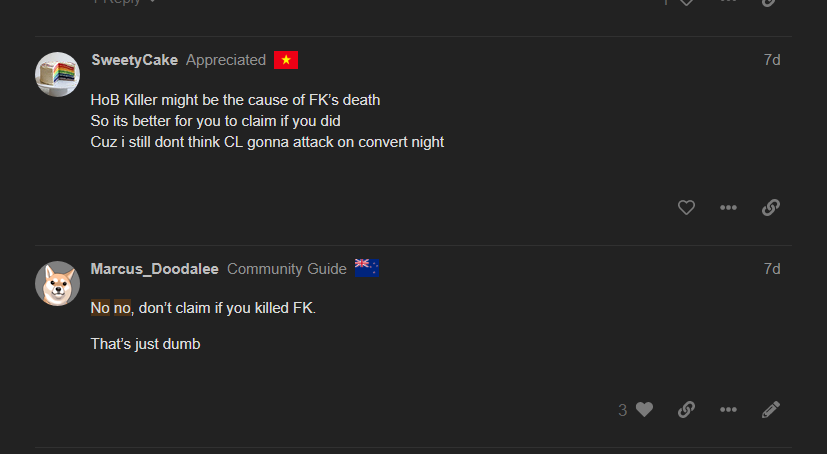 1 Reply
SweetyCake Appreciated
7d
HoB Killer might be the cause of FK's death
So its better for you to claim if you did
Cuz i still dont think CL gonna attack on convert night
Marcus_Doodalee Community Guide
7d
No no, don't claim if you killed FK.
That's just dumb
3